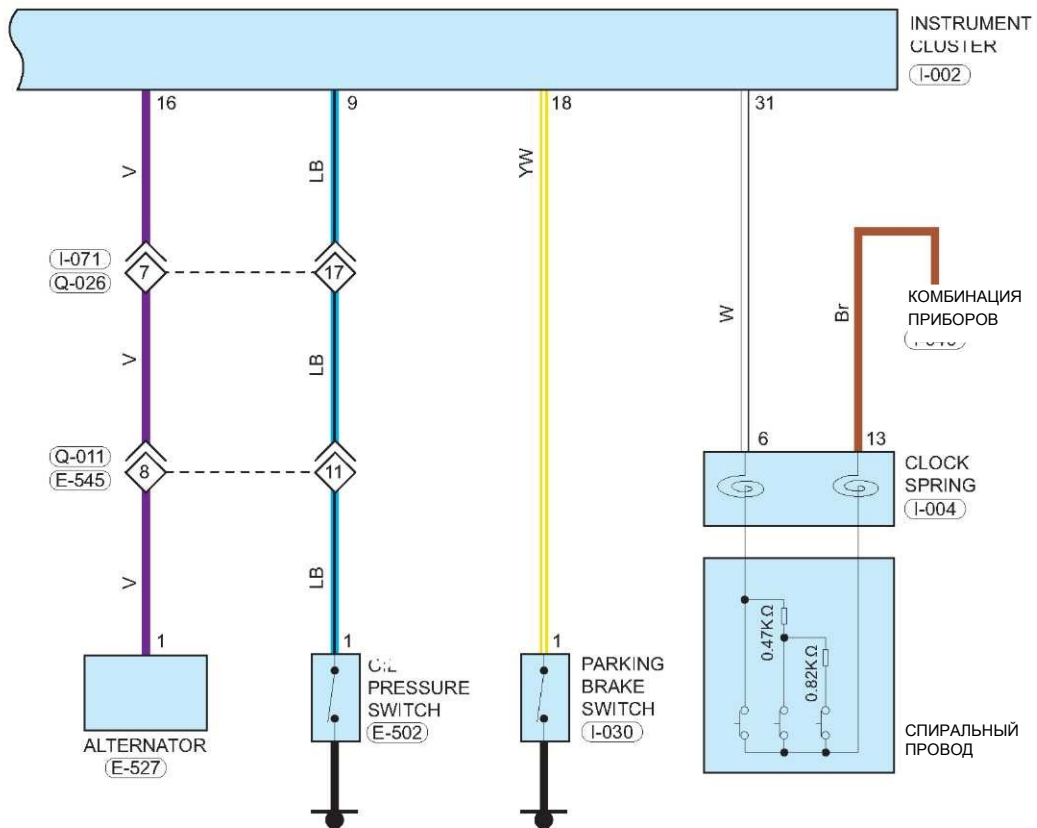 INSTRUMENT
CLUSTER
I-002
16
9
18
31
V
LB
YW
I-071
Q-026
7
17
W
Br
КОМБИНАЦИЯ
ПРИБОРОВ
V
LB
Q-011
E-545
8
11
6
13
CLOCK
SPRING
I-004
V
LB
0.47KΩ
0.82KΩ
1
1
1
ALTERNATOR
E-527
PRESSURE
SWITCH
E-502
PARKING
BRAKE
SWITCH
I-030
СПИРАЛЬНЫЙ
ПРОВОД